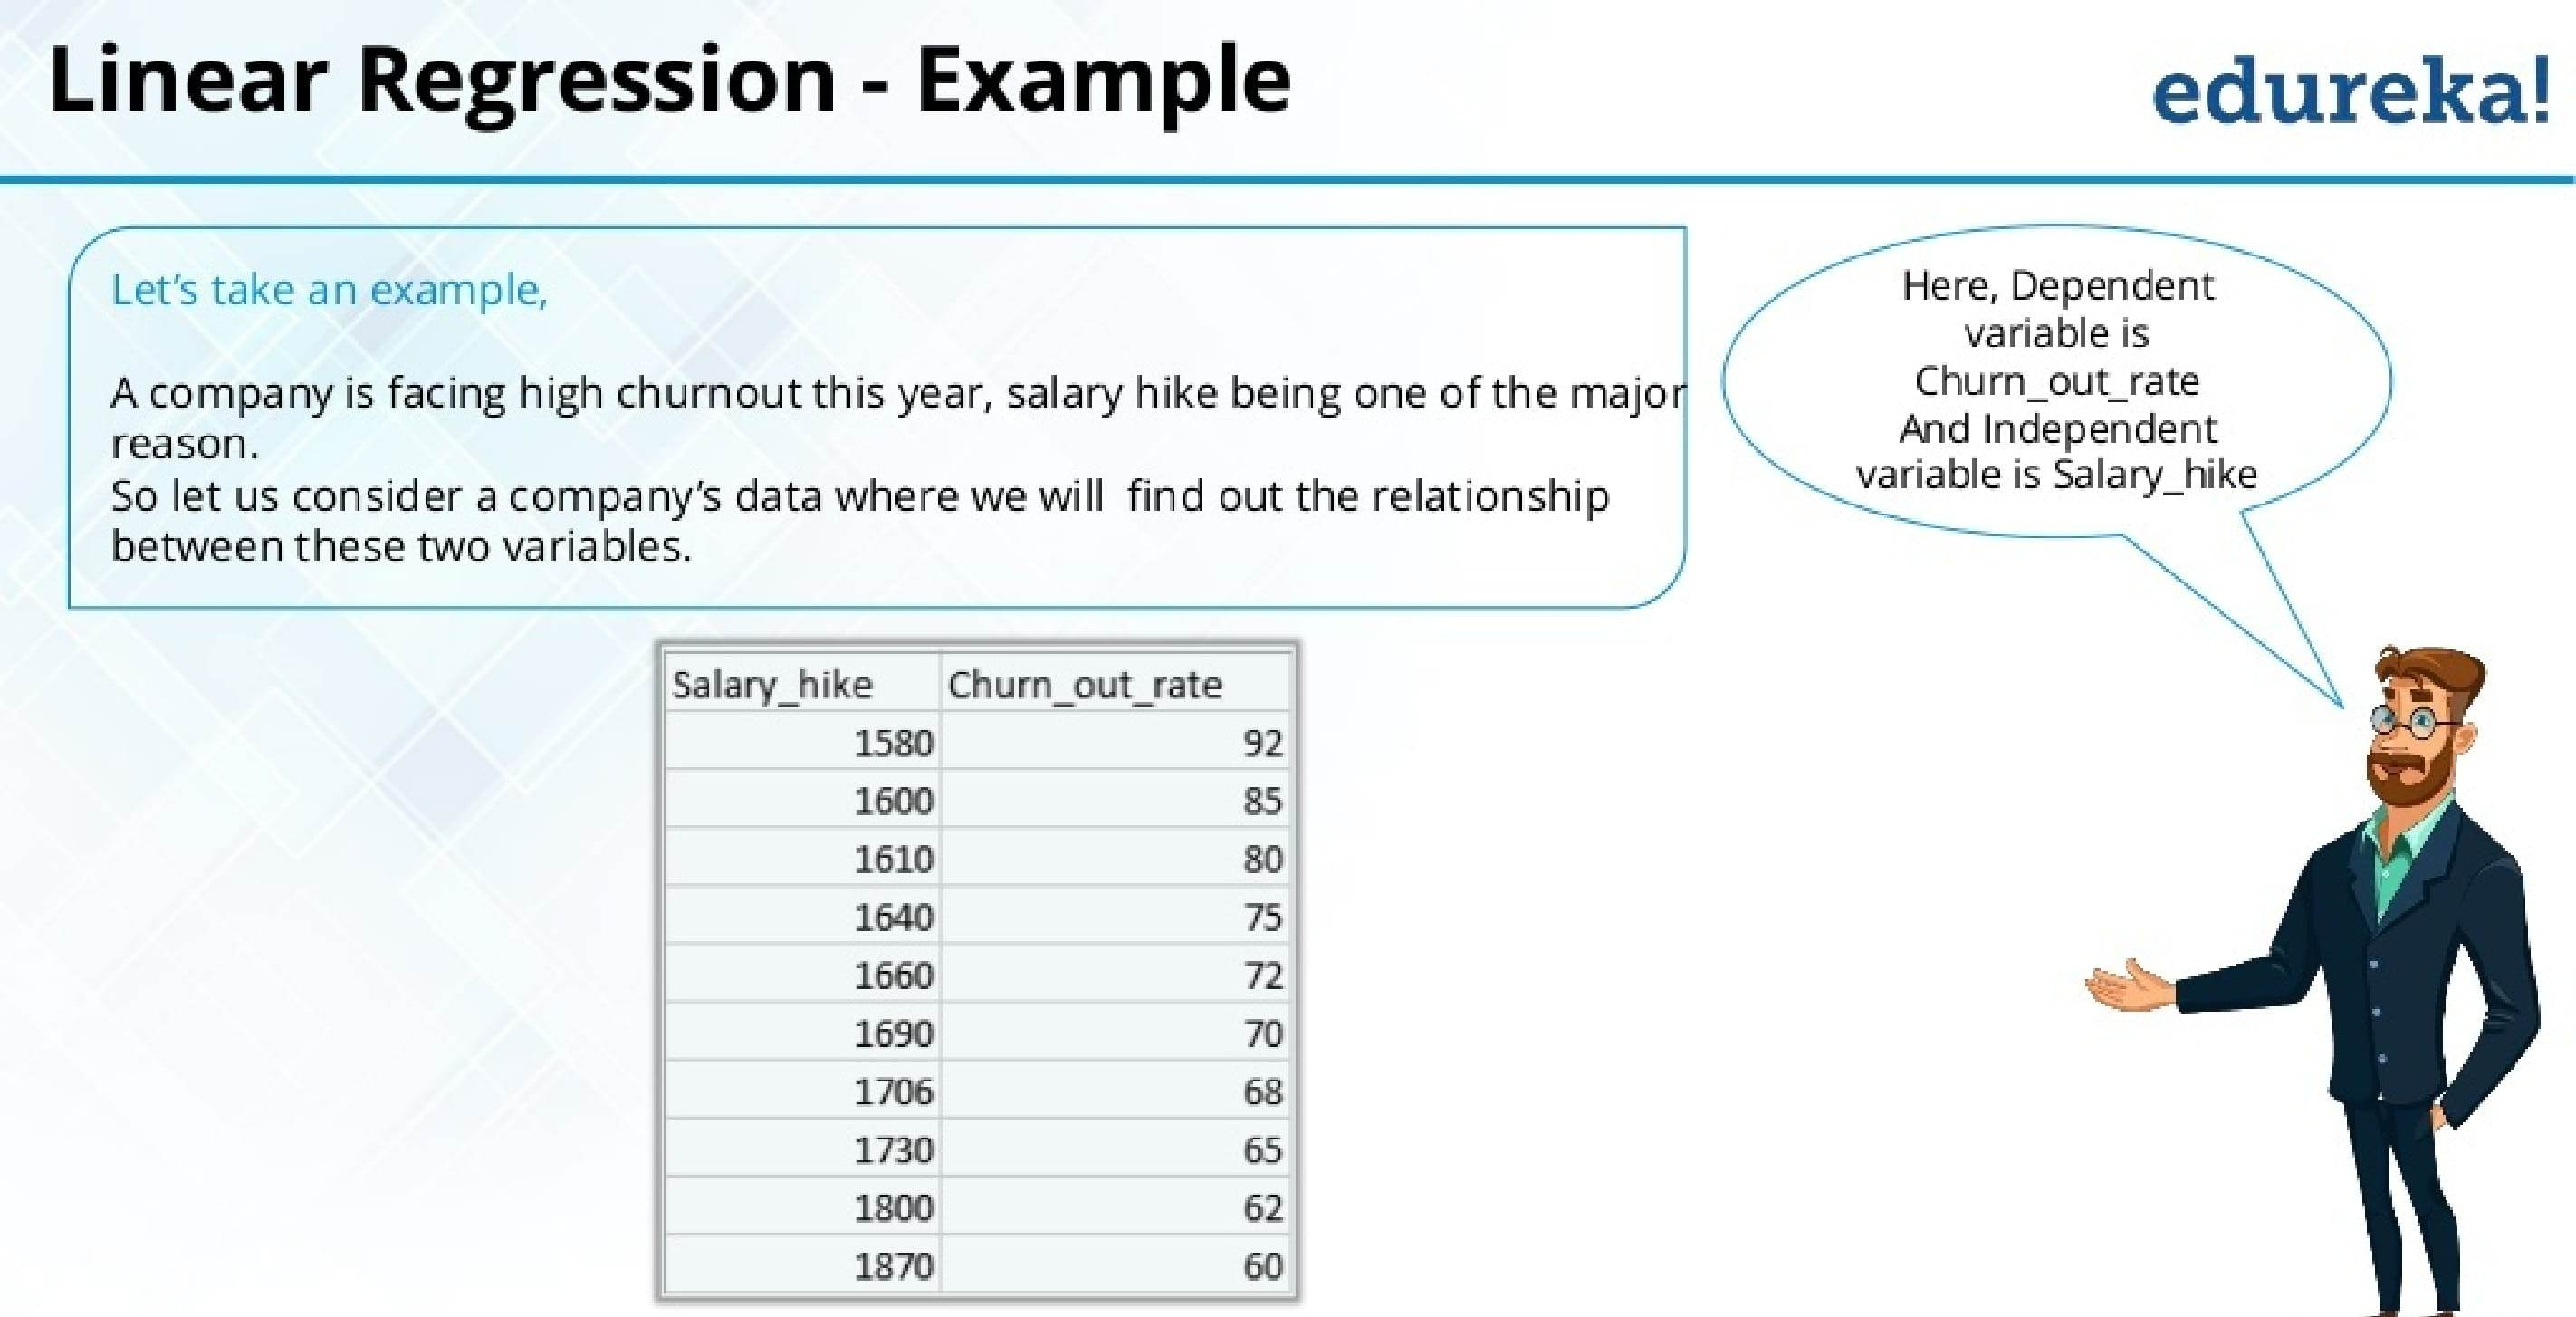 Linear Regression - Example
edureka!
Let's take an example,
A company is facing high churnout this year, salary hike being one of the major
reason.
So let us consider a company's data where we will find out the relationship
between these two variables.
Here, Dependent
variable is
Churn_out_rate
And Independent
variable is Salary_hike
Salary_hike Churn_out_rate
1580 92
1600 85
1610 80
1640 75
1660 72
1690 70
1706 68
1730 65
1800 62
1870 60